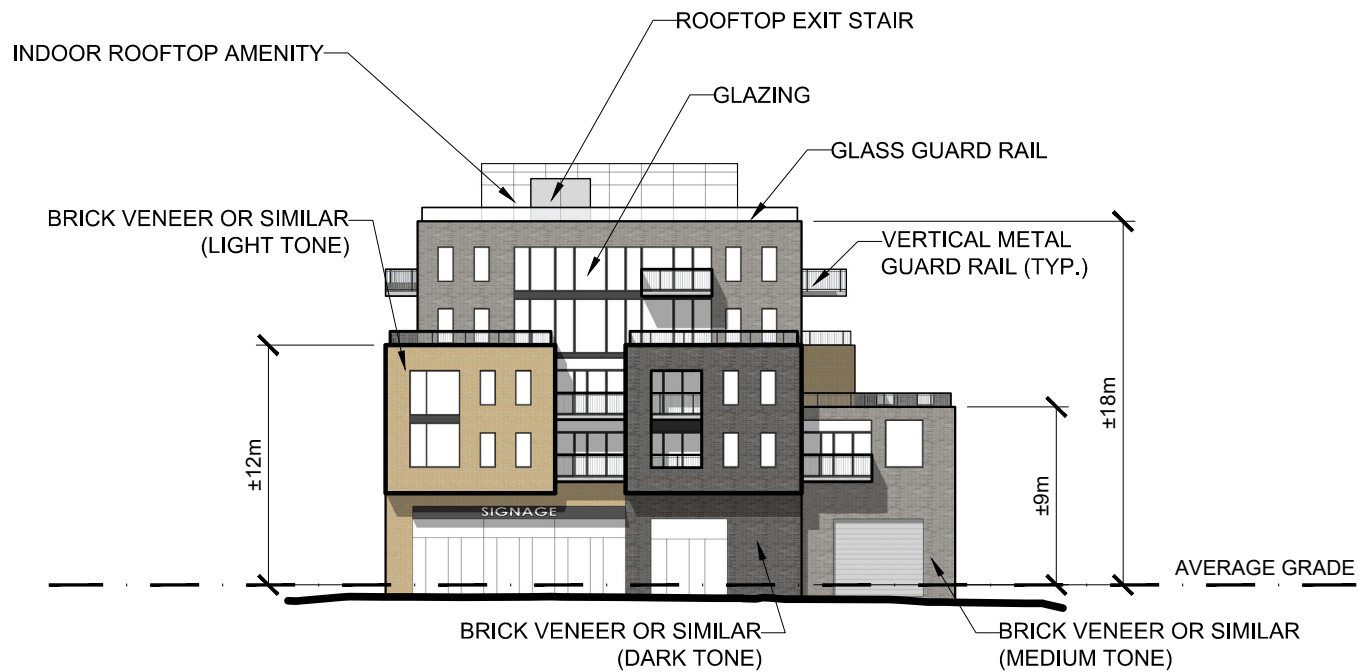 ROOFTOP EXIT STAIR
INDOOR ROOFTOP AMENITY
GLAZING
GLASS GUARD RAIL
BRICK VENEER OR SIMILAR
(LIGHT TONE)
VERTICAL METAL
GUARD RAIL (TYP.)
±12m
±18m
±9m
SIGNAGE
AVERAGE GRADE
BRICK VENEER OR SIMILAR
(DARK TONE)
BRICK VENEER OR SIMILAR
(MEDIUM TONE)